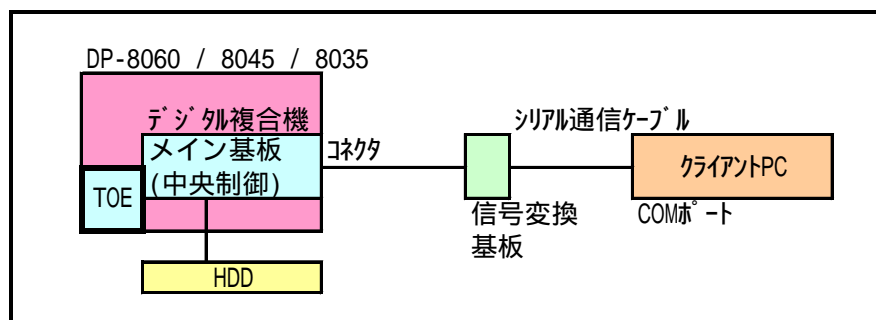 DP-8060 / 8045 / 8035
デジタル複合機
メイン基板
(中央制御)
TOE
HDD
コネクタ
シリアル通信ケーブル
信号変換
基板
クライアントPC
COMポート